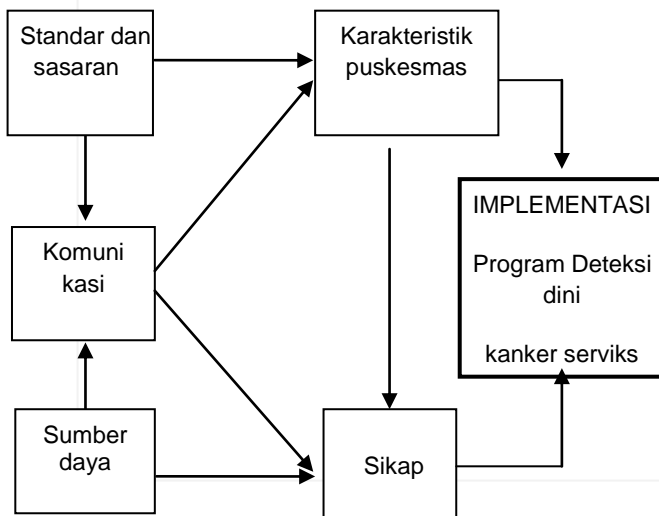 Standar dan
sasaran
Karakteristik
puskesmas
IMPLEMENTASI
Program Deteksi
dini
kanker serviks
Komuni
kasi
Sumber
daya
Sikap